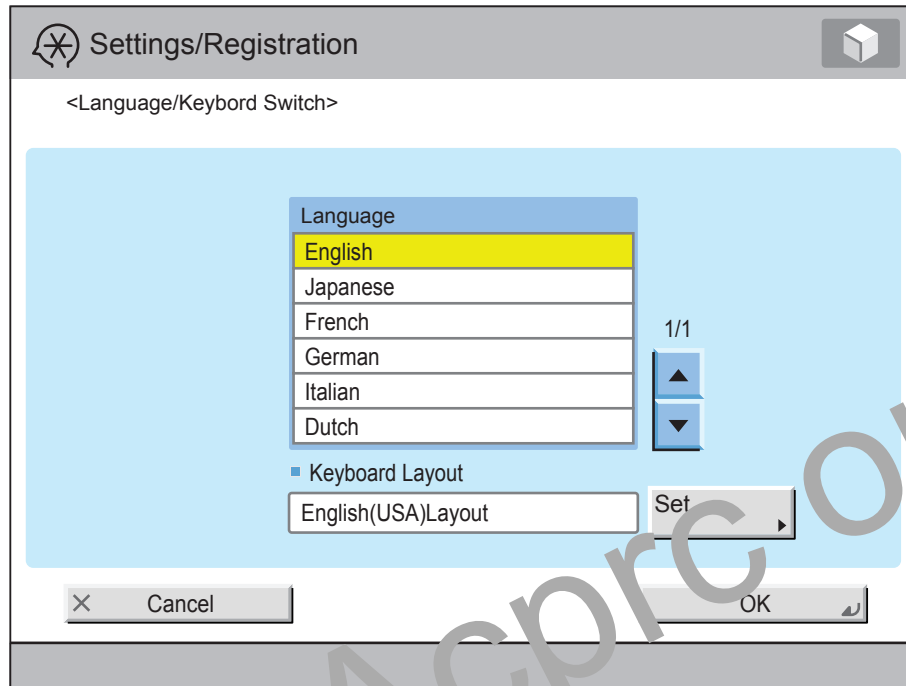 Settings/Registration
<Language/Keybord Switch>
Language
English
Japanese
French
German
Italian
Dutch
1/1
Keyboard Layout
English(USA)Layout
Set
Cancel
OK
Acprc